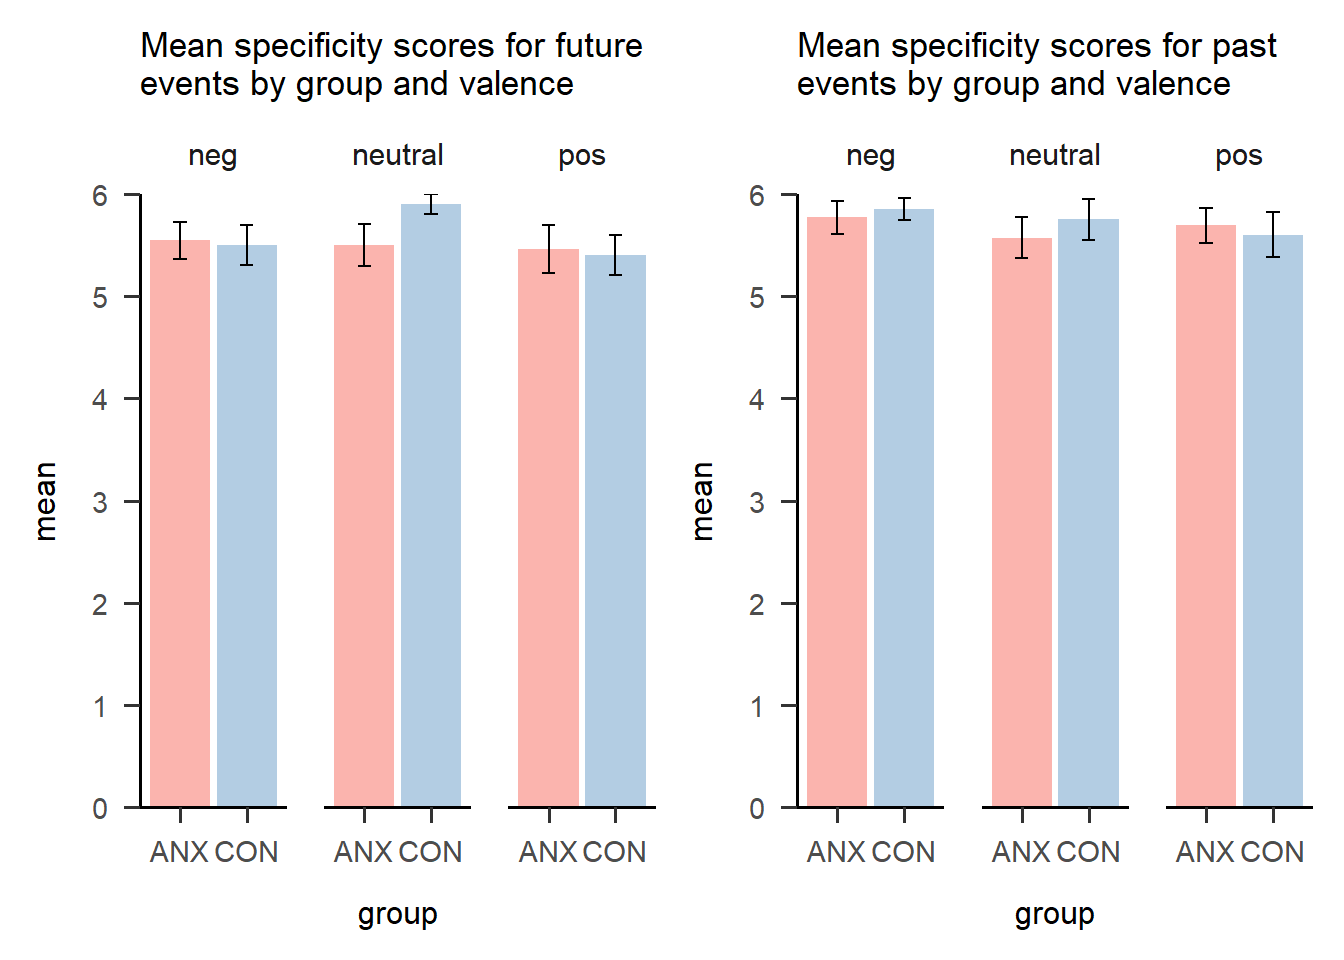 Mean specificity scores for future
events by group and valence
neg neutral pos
6
5
4
3
2
1
0
mean
ANX CON ANX CON ANX CON
group
Mean specificity scores for past
events by group and valence
neg neutral pos
6
5
4
3
2
1
0
mean
ANX CON ANX CON ANX CON
group